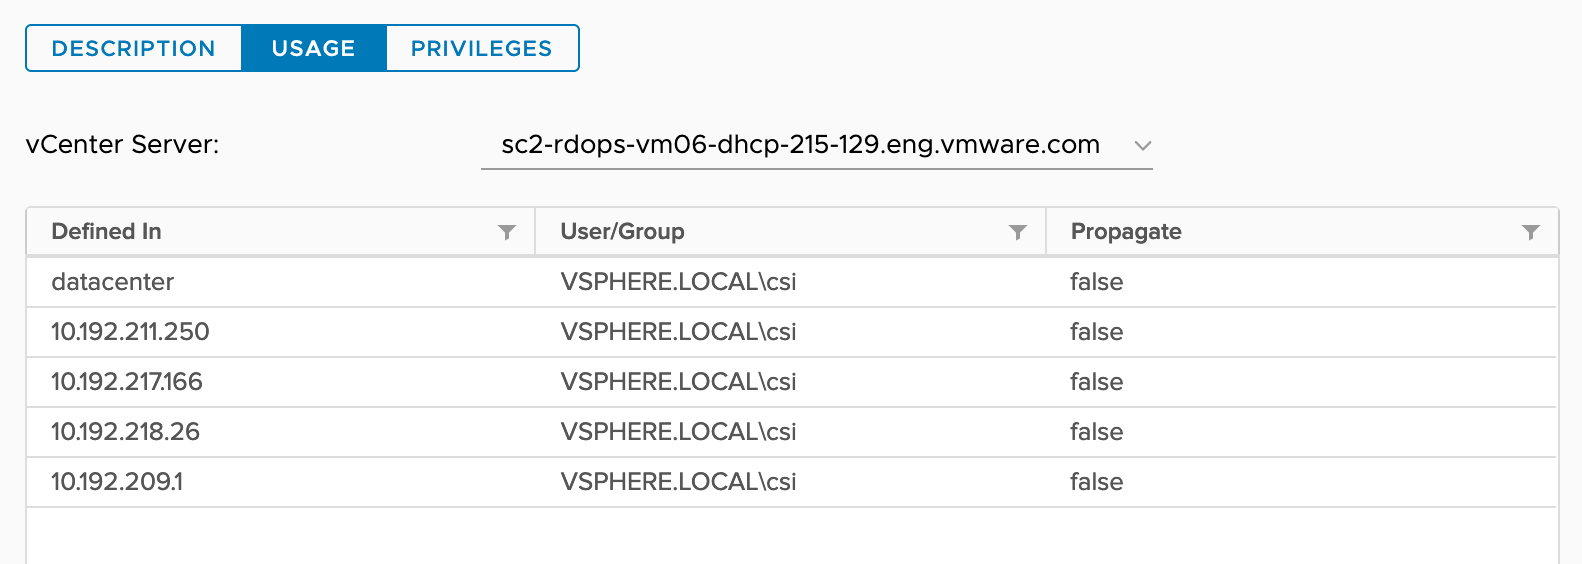 DESCRIPTION USAGE PRIVILEGES
vCenter Server: sc2-rdops-vm06-dhcp-215-129.eng.vmware.com
Defined In User/Group Propagate
datacenter VSPHERE.LOCAL\csi false
10.192.211.250 VSPHERE.LOCAL\csi false
10.192.217.166 VSPHERE.LOCAL\csi false
10.192.218.26 VSPHERE.LOCAL\csi false
10.192.209.1 VSPHERE.LOCAL\csi false